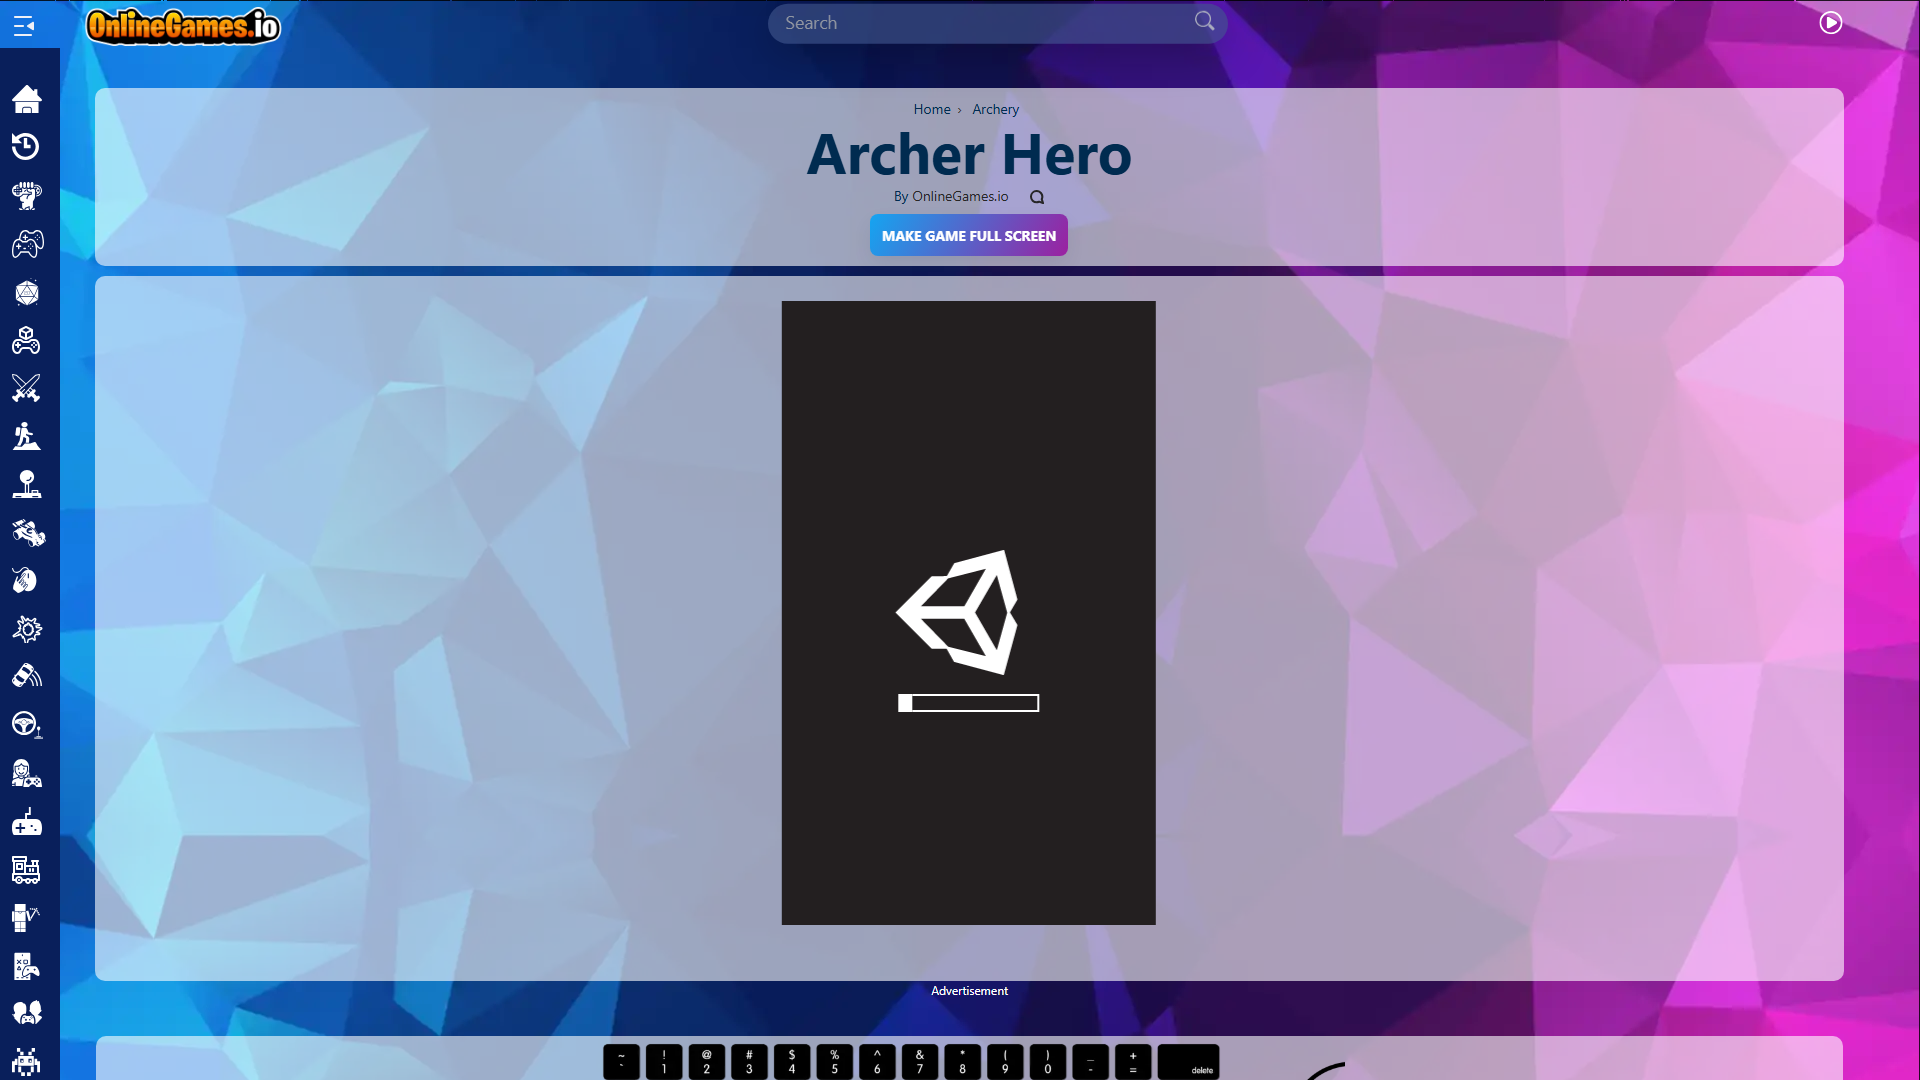 OnlineGames.io
Search
Home › Archery
Archer Hero
By OnlineGames.io
MAKE GAME FULL SCREEN
Advertisement
~ ! @ # $ % ^ & * ( ) _ +
` 1 2 3 4 5 6 7 8 9 0 - = delete